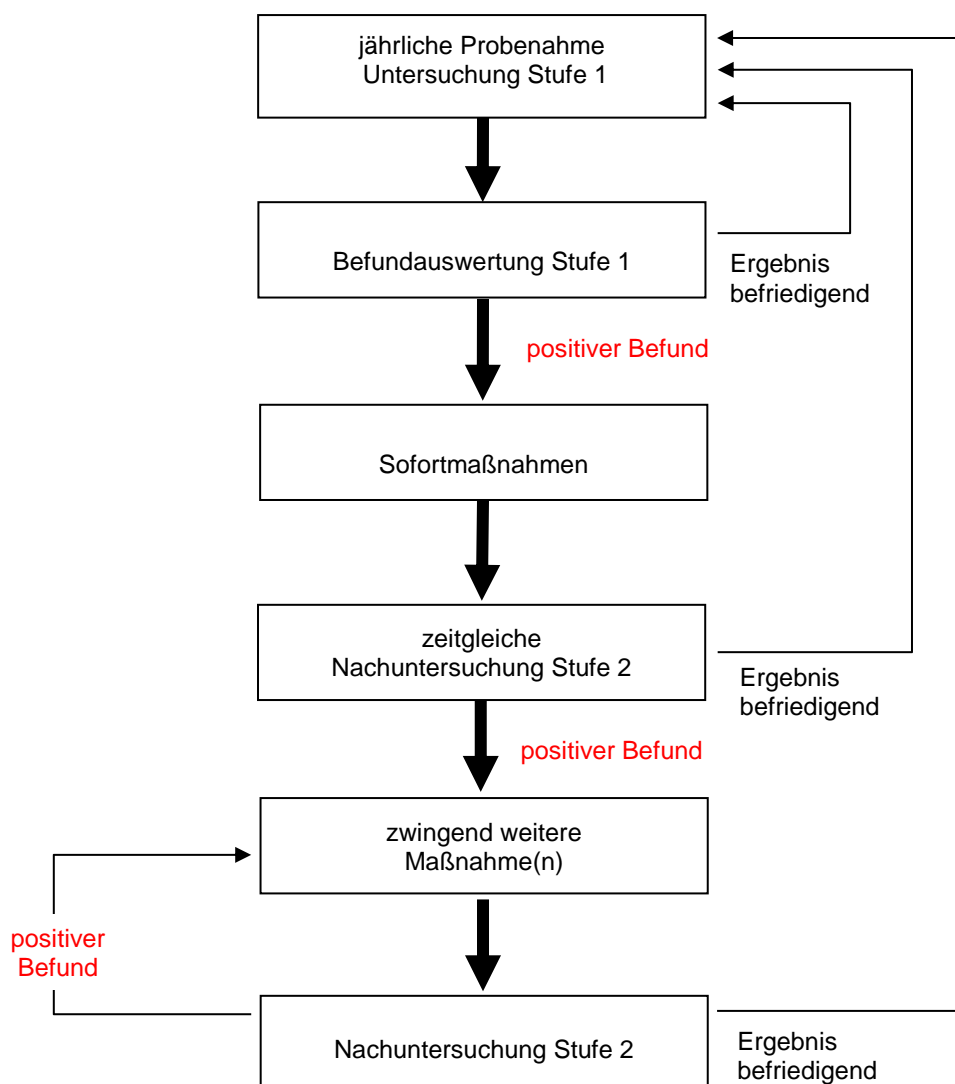 jährliche Probenahme
Untersuchung Stufe 1
Befundauswertung Stufe 1
Ergebnis
befriedigend
positiver Befund
Sofortmaßnahmen
zeitgleiche
Nachuntersuchung Stufe 2
Ergebnis
befriedigend
positiver Befund
zwingend weitere
Maßnahme(n)
positiver
Befund
Nachuntersuchung Stufe 2
Ergebnis
befriedigend